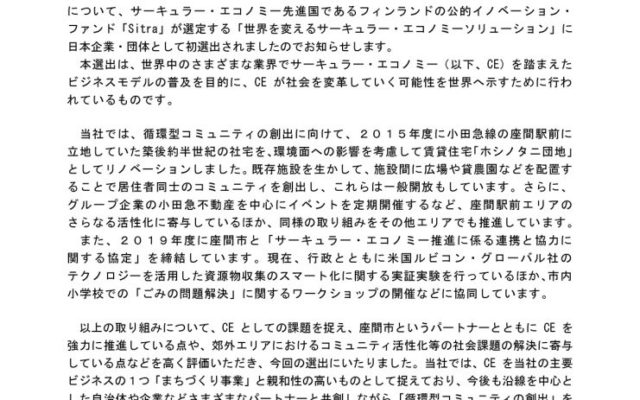 について、サーキュラー・エコノミー先進国であるフィンランドの公的イノベーション・
ファンド「Sitra」が選定する「世界を変えるサーキュラー・エコノミーソリューション」に
日本企業・団体として初選出されましたのでお知らせします。
本選出は、世界中のさまざまな業界でサーキュラー・エコノミー（以下、CE）を踏まえた
ビジネスモデルの普及を目的に、CE が社会を変革していく可能性を世界へ示すために行わ
れているものです。
当社では、循環型コミュニティの創出に向けて、２０１５年度に小田急線の座間駅前に
立地していた築後約半世紀の社宅を、環境面への影響を考慮して賃貸住宅「ホシノタニ団地」
としてリノベーションしました。既存施設を生かして、施設間に広場や貸農園などを配置す
ることで居住者同士のコミュニティを創出し、これらは一般開放もしています。さらに、
グループ企業の小田急不動産を中心にイベントを定期開催するなど、座間駅前エリアの
さらなる活性化に寄与しているほか、同様の取り組みをその他エリアでも推進しています。
また、２０１９年度に座間市と「サーキュラー・エコノミー推進に係る連携と協力に
関する協定」を締結しています。現在、行政とともに米国ルビコン・グローバル社の
テクノロジーを活用した資源物収集のスマート化に関する実証実験を行っているほか、市内
小学校での「ごみの問題解決」に関するワークショップの開催などに協同しています。
以上の取り組みについて、CE としての課題を捉え、座間市というパートナーとともに CE を
強力に推進している点や、郊外エリアにおけるコミュニティ活性化等の社会課題の解決に寄与
している点などを高く評価いただき、今回の選出にいたりました。当社では、CE を当社の主要
ビジネスの１つ「まちづくり事業」と親和性の高いものとして捉えており、今後も沿線を中心と
した自治体や企業などさまざまなパートナーと共創しながら「循環型コミュニティの創出」を